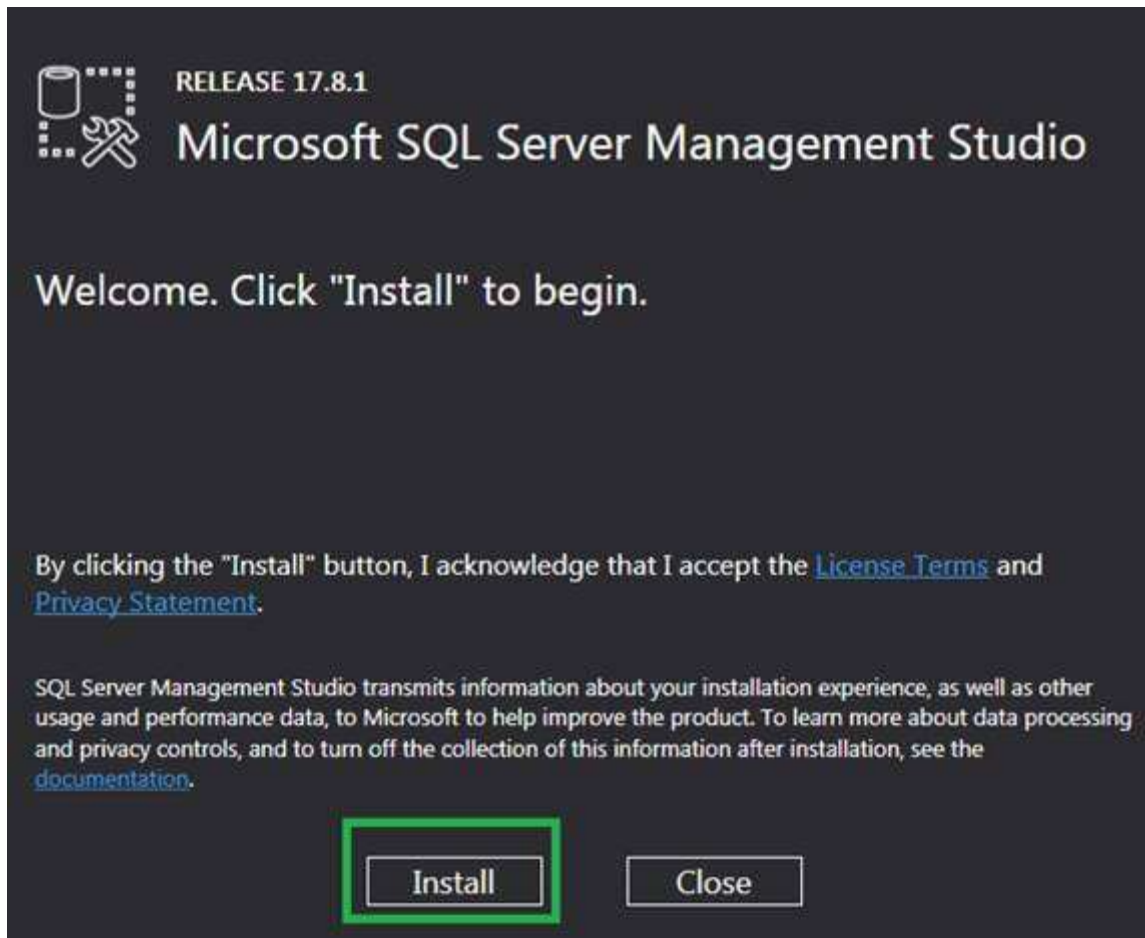 RELEASE 17.8.1
Microsoft SQL Server Management Studio
Welcome. Click "Install" to begin.
By clicking the "Install" button, I acknowledge that I accept the License Terms and
Privacy Statement.
SQL Server Management Studio transmits information about your installation experience, as well as other
usage and performance data, to Microsoft to help improve the product. To learn more about data processing
and privacy controls, and to turn off the collection of this information after installation, see the
documentation.
Install
Close